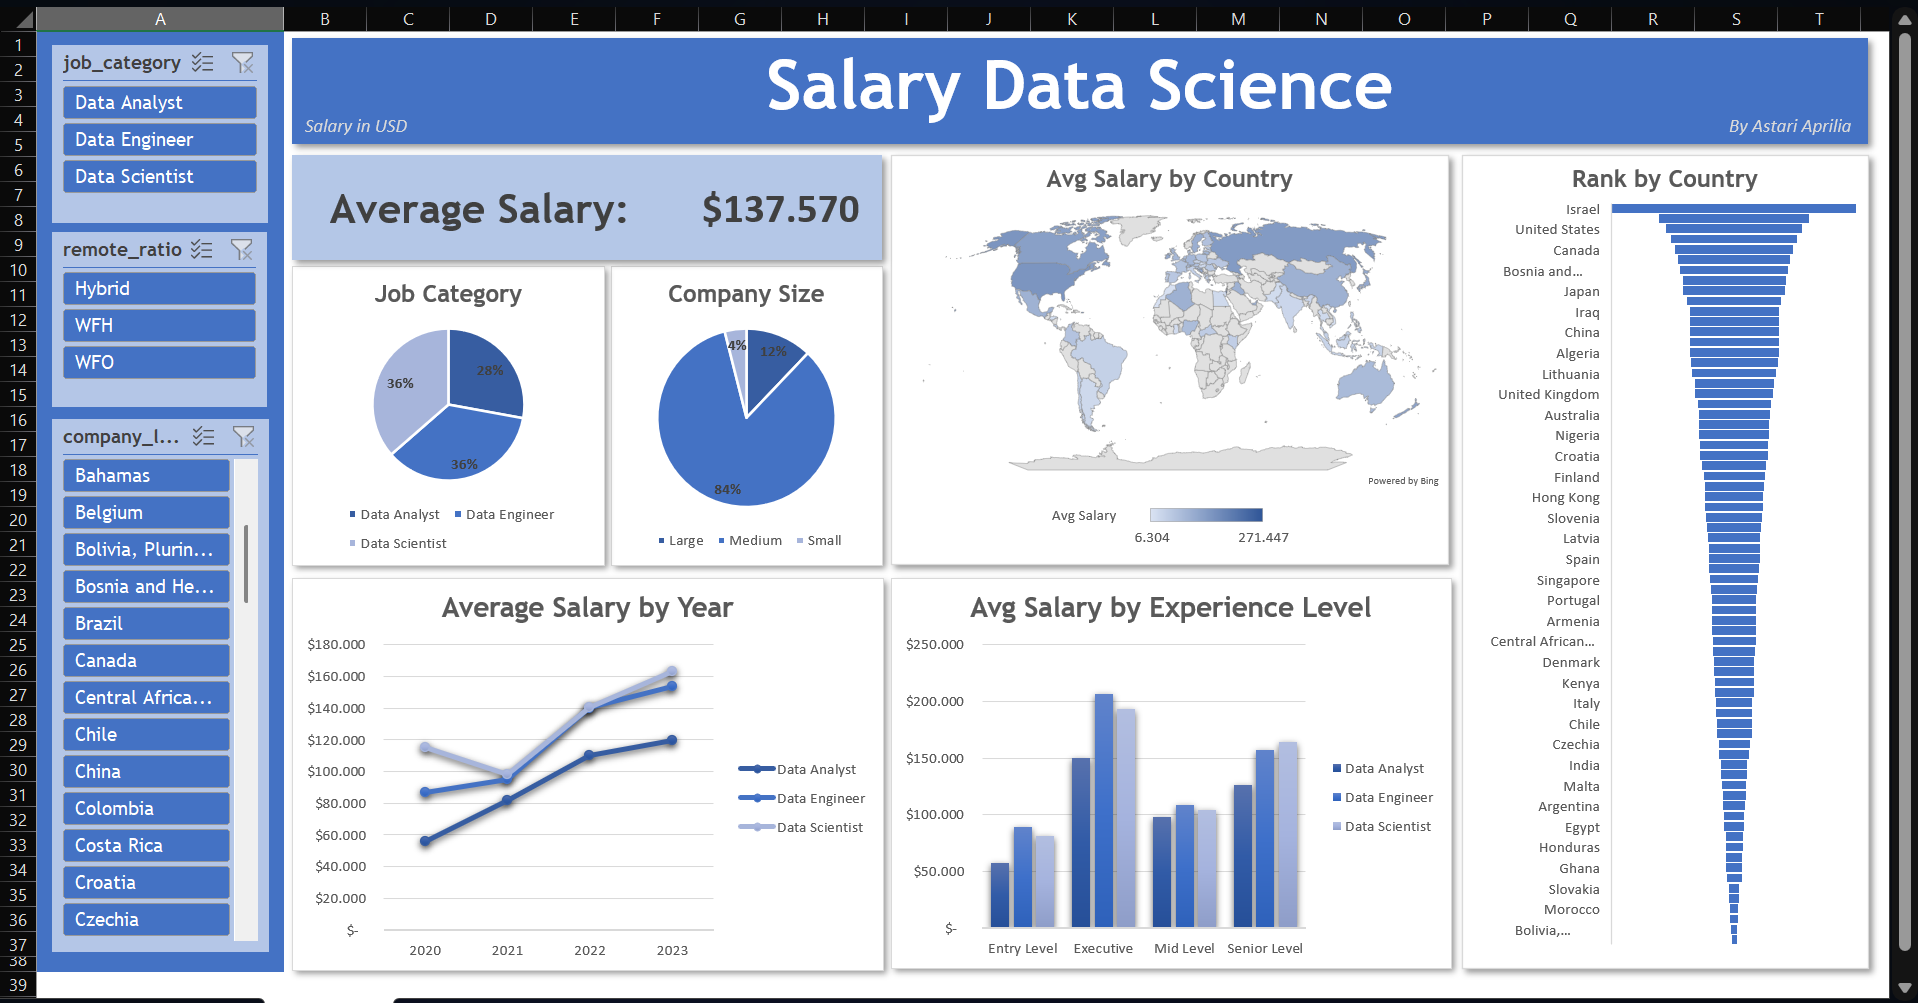 A B C D E F G H I J K L M N O P Q R S T
1
2
3
4
5
6
7
8
9
10
11
12
13
14
15
16
17
18
19
20
21
22
23
24
25
26
27
28
29
30
31
32
33
34
35
36
37
38
39
job_category
Data Analyst
Data Engineer
Data Scientist
remote_ratio
Hybrid
WFH
WFO
company_l...
Bahamas
Belgium
Bolivia, Plurin...
Bosnia and He...
Brazil
Canada
Central Africa...
Chile
China
Colombia
Costa Rica
Croatia
Czechia
Salary Data Science
Salary in USD
By Astari Aprilia
Average Salary: $137.570
Job Category
28%
36%
36%
Data Analyst Data Engineer
Data Scientist
Company Size
4% 12%
84%
Large Medium Small
Avg Salary by Country
Powered by Bing
Avg Salary
6.304 271.447
Rank by Country
Israel
United States
Canada
Bosnia and...
Japan
Iraq
China
Algeria
Lithuania
United Kingdom
Australia
Nigeria
Croatia
Finland
Hong Kong
Slovenia
Latvia
Spain
Singapore
Portugal
Armenia
Central African...
Denmark
Kenya
Italy
Chile
Czechia
India
Malta
Argentina
Egypt
Honduras
Ghana
Slovakia
Morocco
Bolivia,...
Average Salary by Year
$180.000
$160.000
$140.000
$120.000
$100.000
$80.000
$60.000
$40.000
$20.000
$-
2020 2021 2022 2023
Data Analyst
Data Engineer
Data Scientist
Avg Salary by Experience Level
$250.000
$200.000
$150.000
$100.000
$50.000
$-
Entry Level Executive Mid Level Senior Level
Data Analyst
Data Engineer
Data Scientist